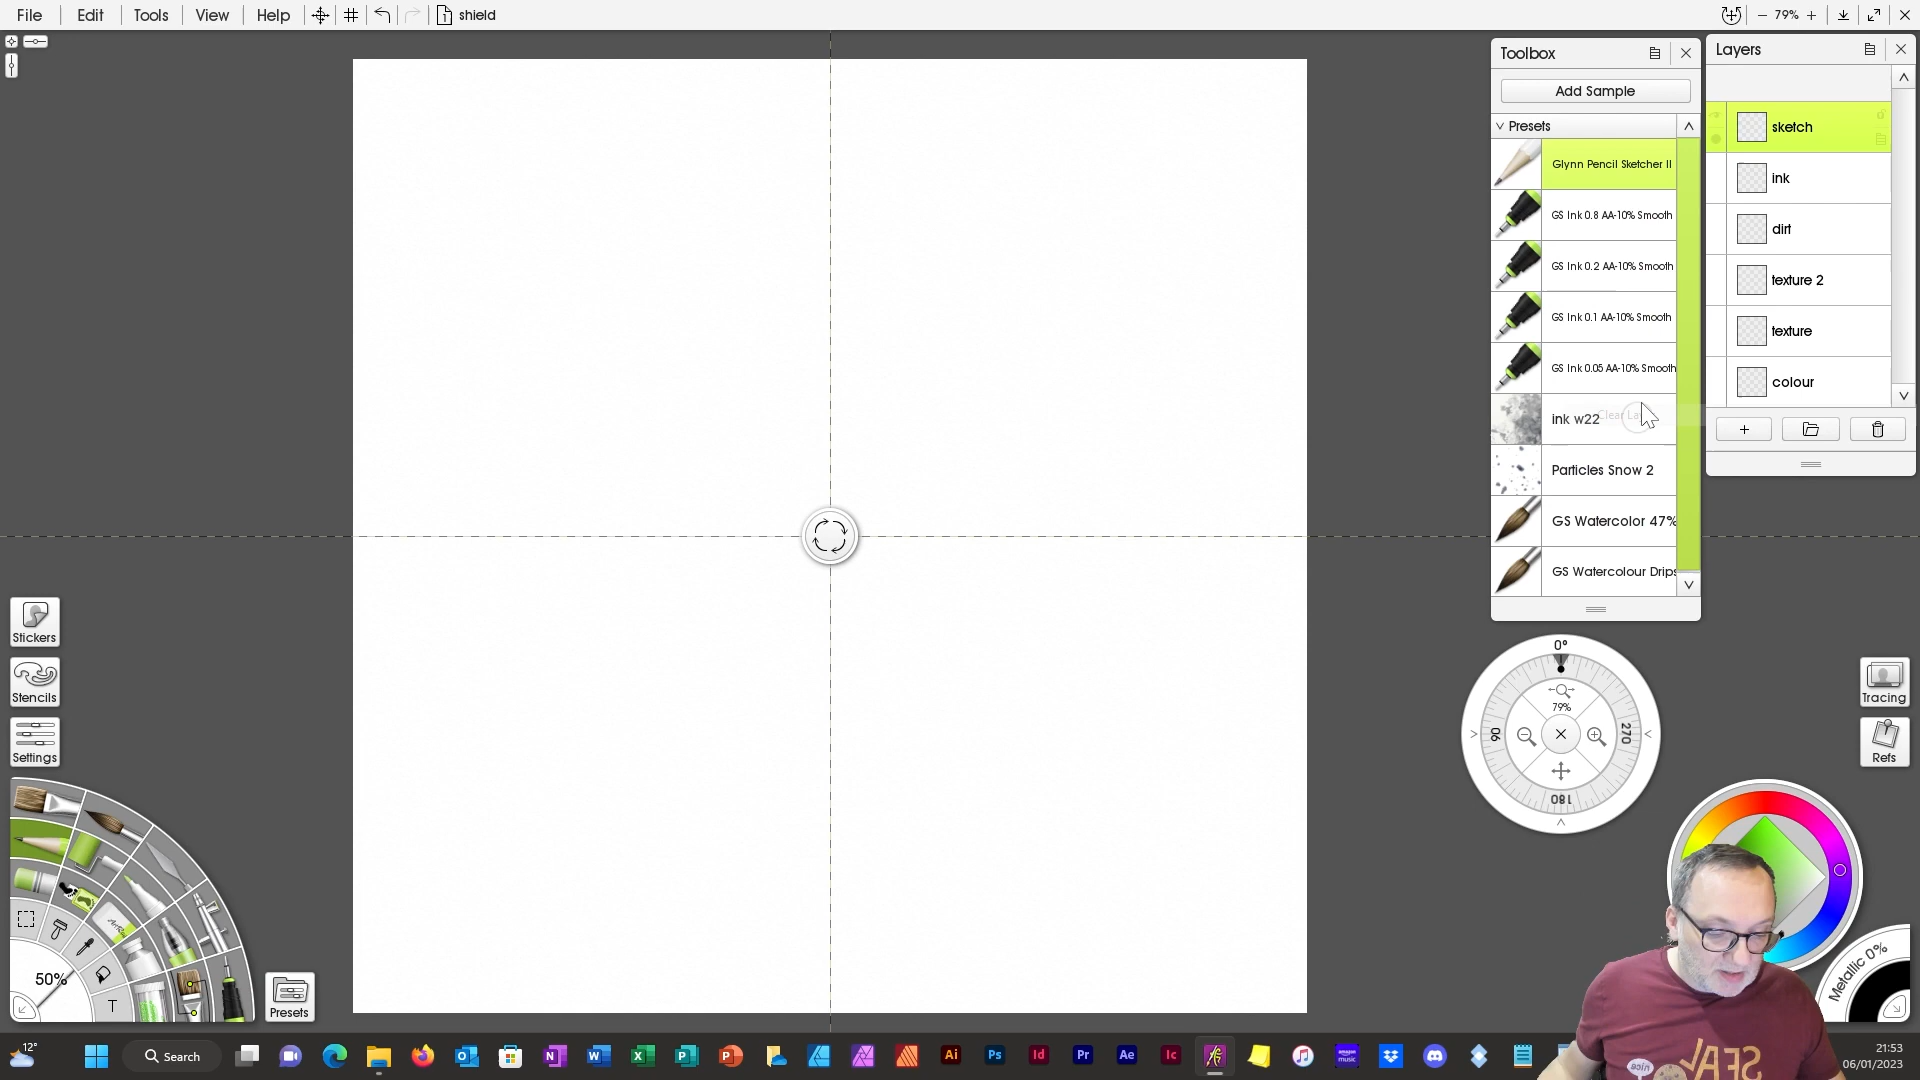 File
Edit
Tools
View
Help
shield
79%
Toolbox
Add Sample
Presets
Glynn Pencil Sketcher II
GS Ink 0.8 AA-10% Smooth
GS Ink 0.2 AA-10% Smooth
GS Ink 0.1 AA-10% Smooth
GS Ink 0.05 AA-10% Smooth
ink w22
Particles Snow 2
GS Watercolor 47%
GS Watercolour Drips
Layers
sketch
ink
dirt
texture 2
texture
colour
Stickers
Stencils
Settings
50%
T
Presets
0°
79%
90
270
180
Tracing
Refs
Metallic 0%
12°
Search
Ai
Ps
Id
Pr
Ae
Ic
21:53
06/01/2023